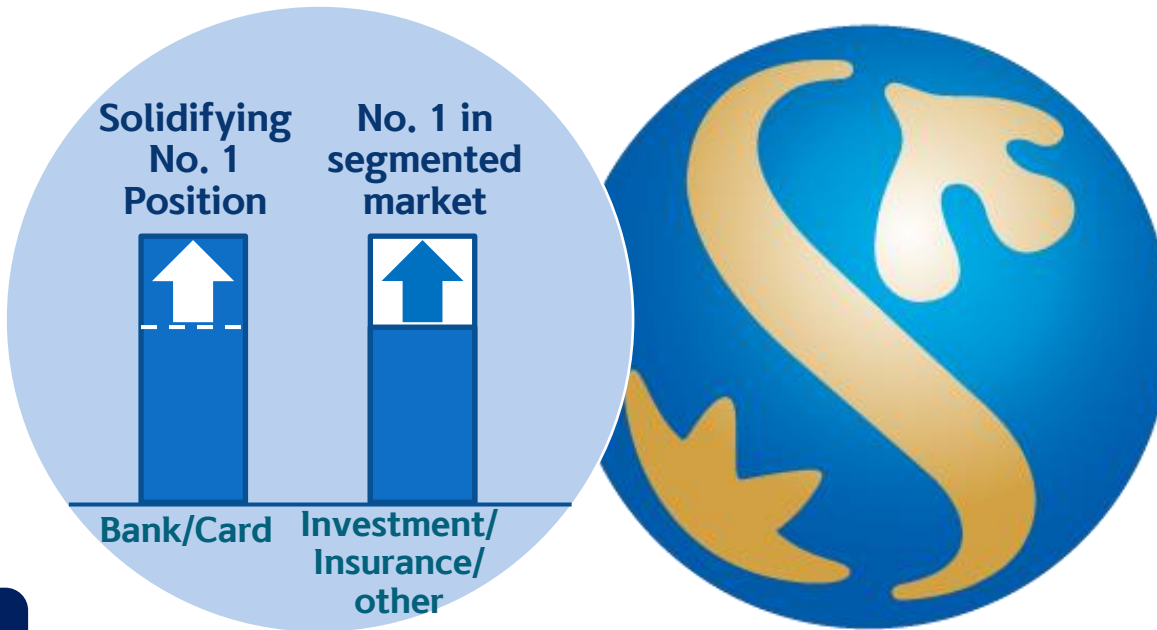 Solidifying
No. 1
Position
No. 1 in
segmented
market
Bank/Card
Investment/
Insurance/
other